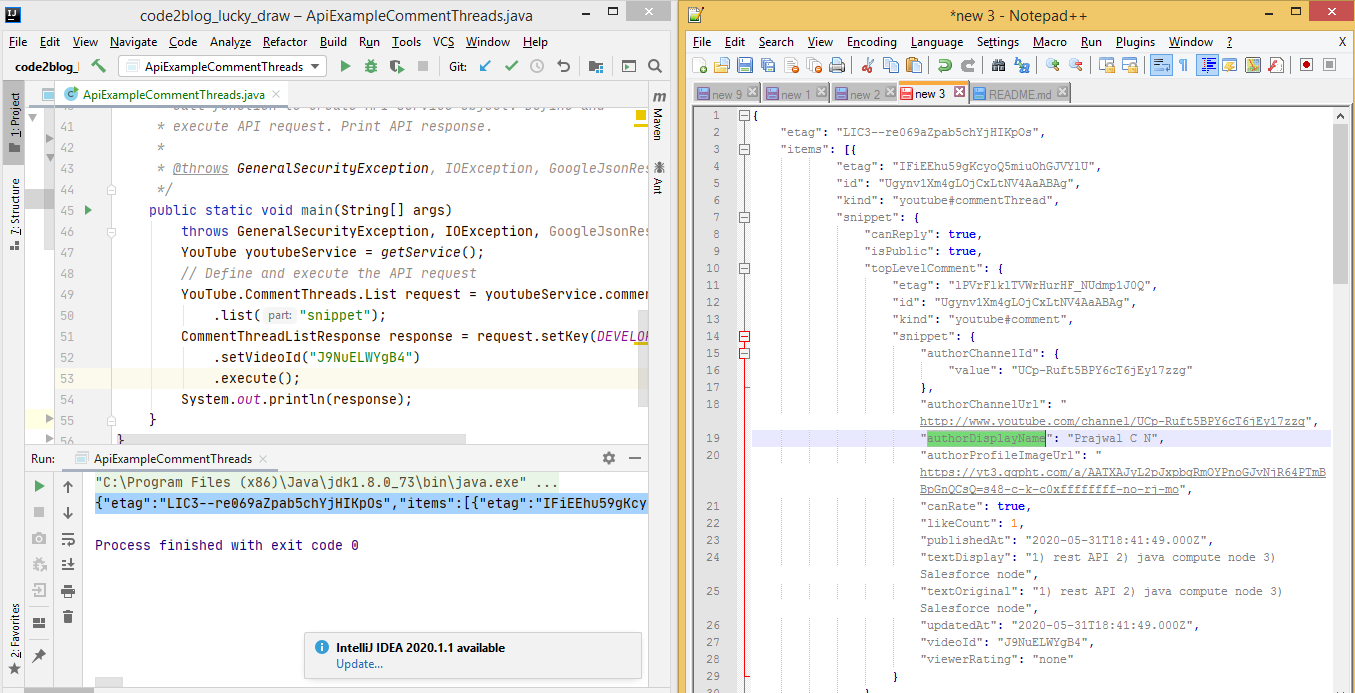 code2blog_lucky_draw – ApiExampleCommentThreads.java
File Edit View Navigate Code Analyze Refactor Build Run Tools VCS Window Help
code2blog_ ApiExampleCommentThreads Git:
1: Project
7: Structure
2: Favorites
ApiExampleCommentThreads.java
Maven
Ant
41 * execute API request. Print API response.
42 *
43 * @throws GeneralSecurityException, IOException, GoogleJsonRes
44 */
45 public static void main(String[] args)
46 throws GeneralSecurityException, IOException, GoogleJsonRes
47 YouTube youtubeService = getService();
48 // Define and execute the API request
49 YouTube.CommentThreads.List request = youtubeService.commen
50 .list( part: "snippet");
51 CommentThreadListResponse response = request.setKey(DEVELOP
52 .setVideoId("J9NuELWYgB4")
53 .execute();
54 System.out.println(response);
55 }
56 }
Run: ApiExampleCommentThreads
"C:\Program Files (x86)\Java\jdk1.8.0_73\bin\java.exe" ...
{"etag":"LIC3--re069aZpab5chYjHIKpOs","items":[{"etag":"IFiEEhu59gKcy
Process finished with exit code 0
IntelliJ IDEA 2020.1.1 available
Update...
*new 3 - Notepad++
File Edit Search View Encoding Language Settings Macro Run Plugins Window ? X
new 9 new 1 new 2 new 3 README.md
1 {
2 "etag": "LIC3--re069aZpab5chYjHIKpOs",
3 "items": [{
4 "etag": "IFiEEhu59gKcyoQ5miuOhGJVYlU",
5 "id": "Ugynv1Xm4gLOjCxLtNV4AaABAg",
6 "kind": "youtube#commentThread",
7 "snippet": {
8 "canReply": true,
9 "isPublic": true,
10 "topLevelComment": {
11 "etag": "lPVrFlklTVWrHurHF_NUdmp1J0Q",
12 "id": "Ugynv1Xm4gLOjCxLtNV4AaABAg",
13 "kind": "youtube#comment",
14 "snippet": {
15 "authorChannelId": {
16 "value": "UCp-Ruft5BPY6cT6jEy17zzg"
17 },
18 "authorChannelUrl": "
http://www.youtube.com/channel/UCp-Ruft5BPY6cT6jEy17zzg",
19 "authorDisplayName": "Prajwal C N",
20 "authorProfileImageUrl": "
https://yt3.ggpht.com/a/AATXAJyL2pJxpbgRmOYPnoGJvNjR64PTmB
BpGnQCsQ=s48-c-k-c0xffffffff-no-rj-mo",
21 "canRate": true,
22 "likeCount": 1,
23 "publishedAt": "2020-05-31T18:41:49.000Z",
24 "textDisplay": "1) rest API 2) java compute node 3)
Salesforce node",
25 "textOriginal": "1) rest API 2) java compute node 3)
Salesforce node",
26 "updatedAt": "2020-05-31T18:41:49.000Z",
27 "videoId": "J9NuELWYgB4",
28 "viewerRating": "none"
29 }
30 }